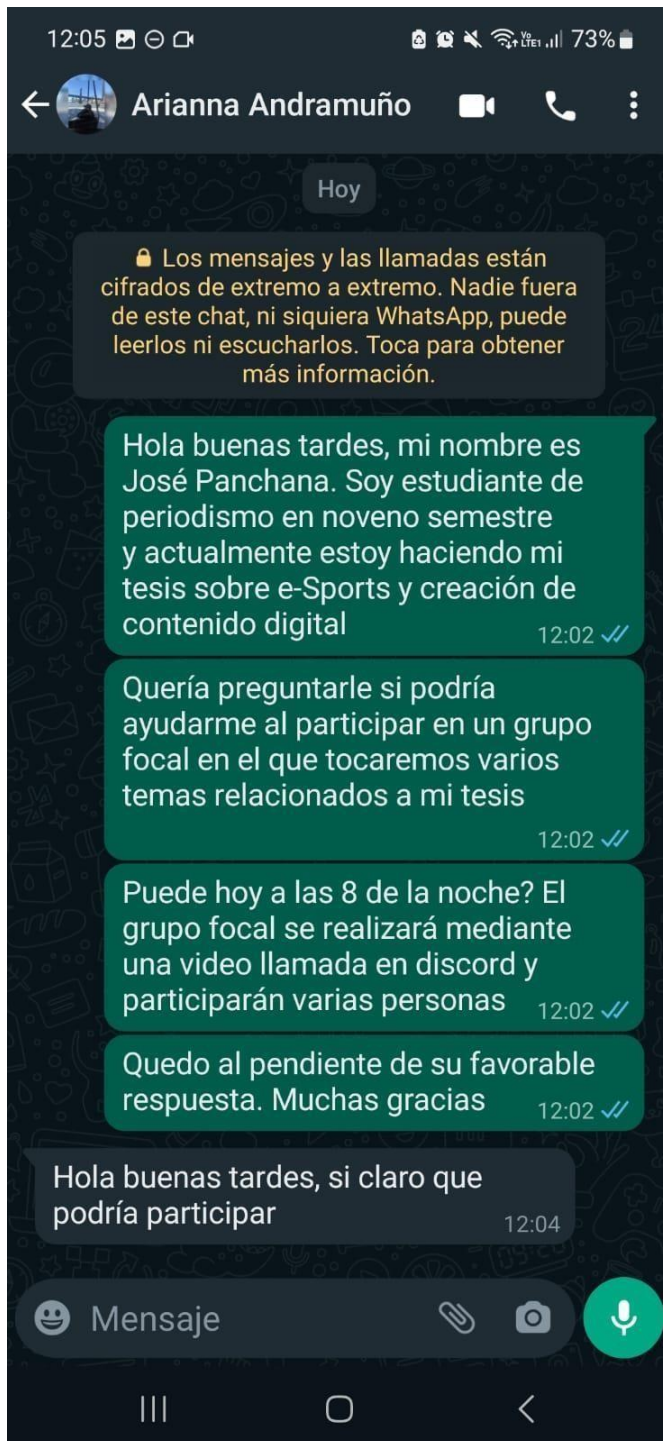 12:05 Vo LTE1 73%
Arianna Andramuño
Hoy
Los mensajes y las llamadas están
cifrados de extremo a extremo. Nadie fuera
de este chat, ni siquiera WhatsApp, puede
leerlos ni escucharlos. Toca para obtener
más información.
Hola buenas tardes, mi nombre es
José Panchana. Soy estudiante de
periodismo en noveno semestre
y actualmente estoy haciendo mi
tesis sobre e-Sports y creación de
contenido digital
12:02
Quería preguntarle si podría
ayudarme al participar en un grupo
focal en el que tocaremos varios
temas relacionados a mi tesis
12:02
Puede hoy a las 8 de la noche? El
grupo focal se realizará mediante
una video llamada en discord y
participarán varias personas
12:02
Quedo al pendiente de su favorable
respuesta. Muchas gracias
12:02
Hola buenas tardes, si claro que
podría participar
12:04
Mensaje